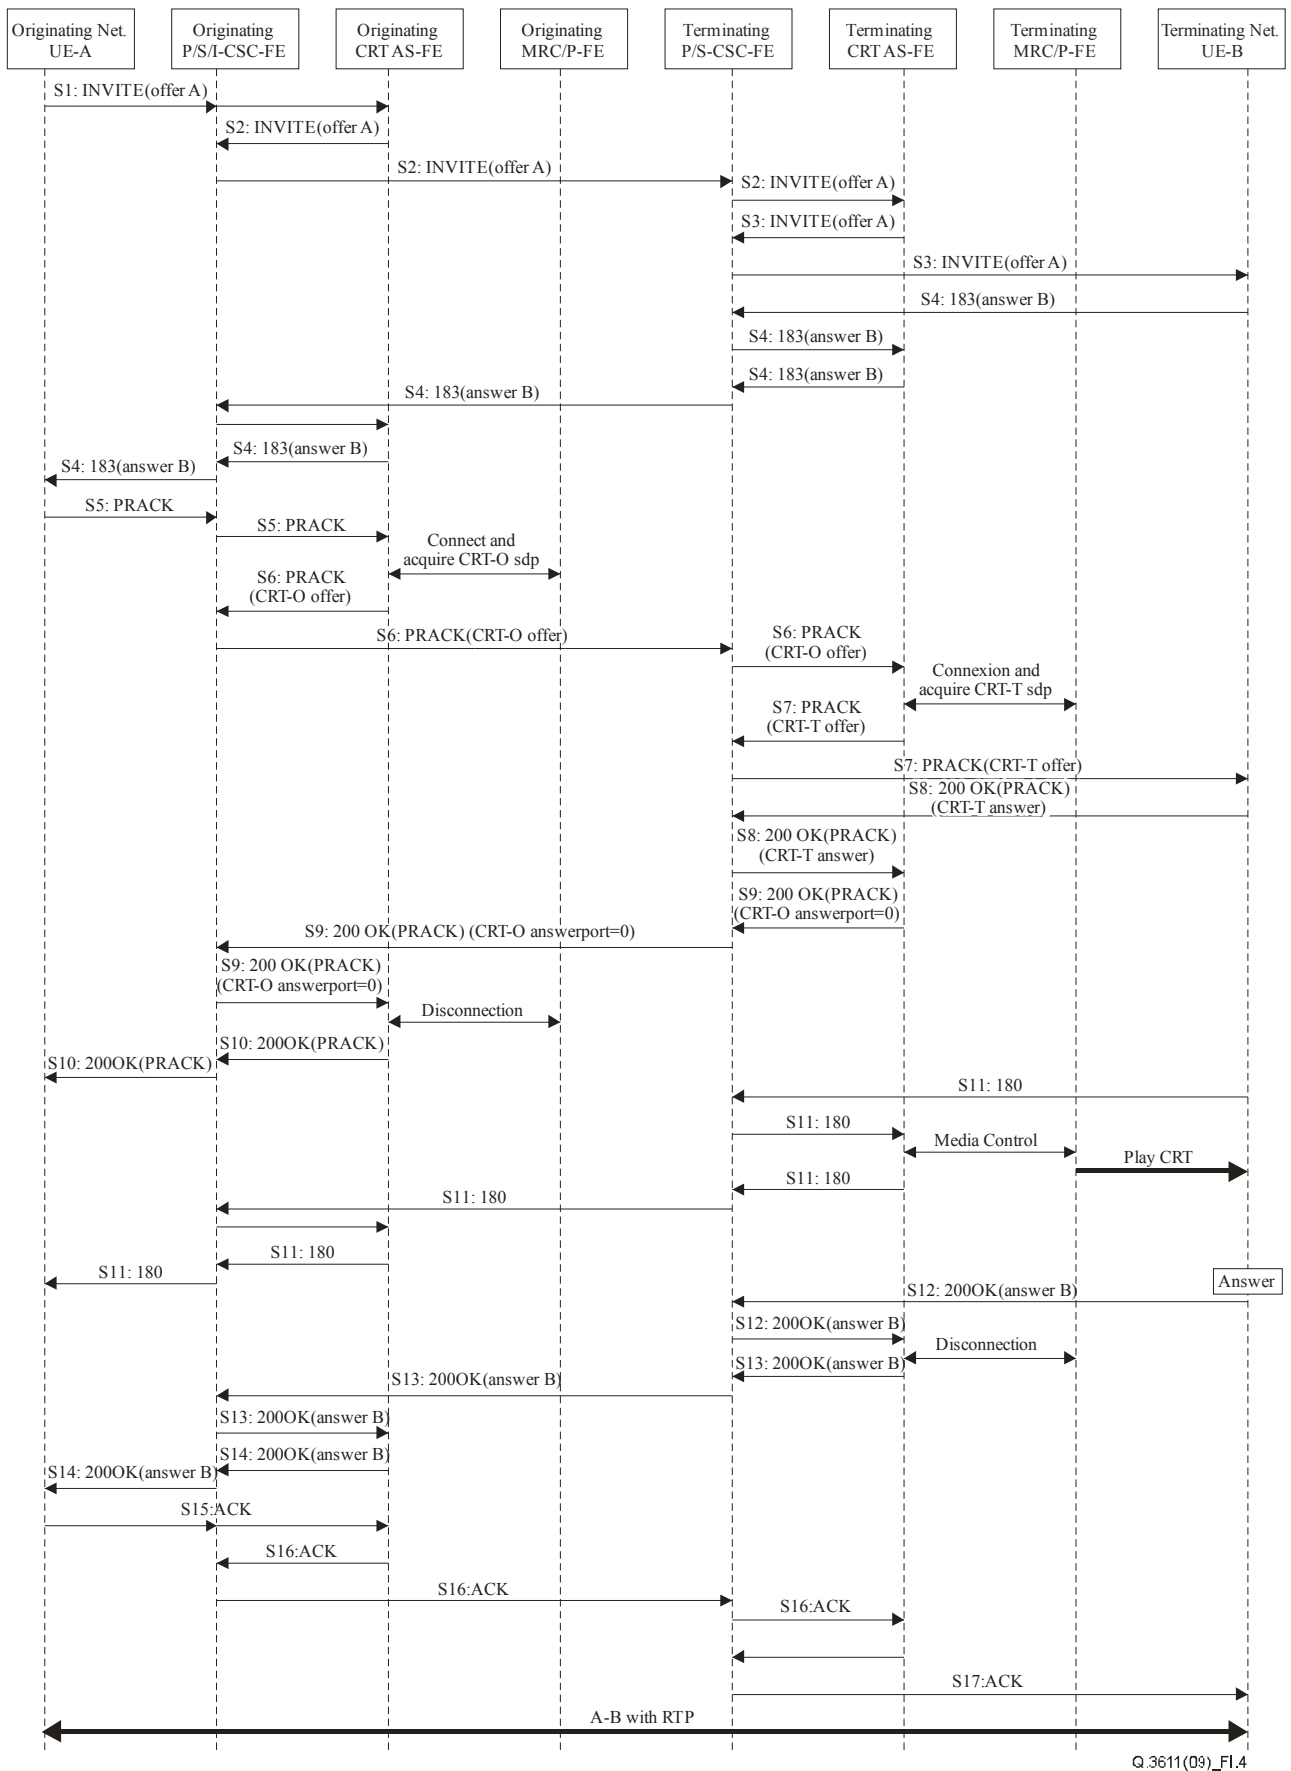 Originating Net.
UE-A
Originating
P/S/I-CSC-FE
Originating
CRT AS-FE
Originating
MRC/P-FE
Terminating
P/S-CSC-FE
Terminating
CRT AS-FE
Terminating
MRC/P-FE
Terminating Net.
UE-B
S1: INVITE(offer A)
S2: INVITE(offer A)
S2: INVITE(offer A)
S2: INVITE(offer A)
S3: INVITE(offer A)
S3: INVITE(offer A)
S4: 183(answer B)
S4: 183(answer B)
S4: 183(answer B)
S4: 183(answer B)
S4: 183(answer B)
S4: 183(answer B)
S5: PRACK
S5: PRACK
Connect and
acquire CRT-O sdp
S6: PRACK
(CRT-O offer)
S6: PRACK(CRT-O offer)
S6: PRACK
(CRT-O offer)
Connexion and
acquire CRT-T sdp
S7: PRACK
(CRT-T offer)
S7: PRACK(CRT-T offer)
S8: 200 OK(PRACK)
(CRT-T answer)
S8: 200 OK(PRACK)
(CRT-T answer)
S9: 200 OK(PRACK)
(CRT-O answerport=0)
S9: 200 OK(PRACK) (CRT-O answerport=0)
S9: 200 OK(PRACK)
(CRT-O answerport=0)
Disconnection
S10: 200OK(PRACK)
S10: 200OK(PRACK)
S11: 180
S11: 180
Media Control
Play CRT
S11: 180
S11: 180
S11: 180
S11: 180
Answer
S12: 200OK(answer B)
S12: 200OK(answer B)
Disconnection
S13: 200OK(answer B)
S13: 200OK(answer B)
S13: 200OK(answer B)
S14: 200OK(answer B)
S14: 200OK(answer B)
S15:ACK
S16:ACK
S16:ACK
S16:ACK
S17:ACK
A-B with RTP
Q.3611(09)_FI.4